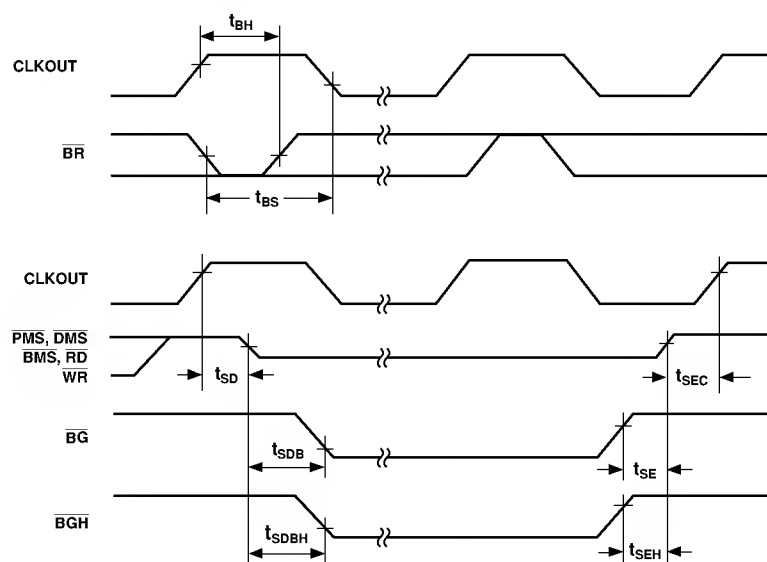 tBH
CLKOUT
BR
tBS
CLKOUT
PMS, DMS
BMS, RD
WR
tSD
tSEC
BG
tSDB
tSE
BGH
tSDBH
tSEH